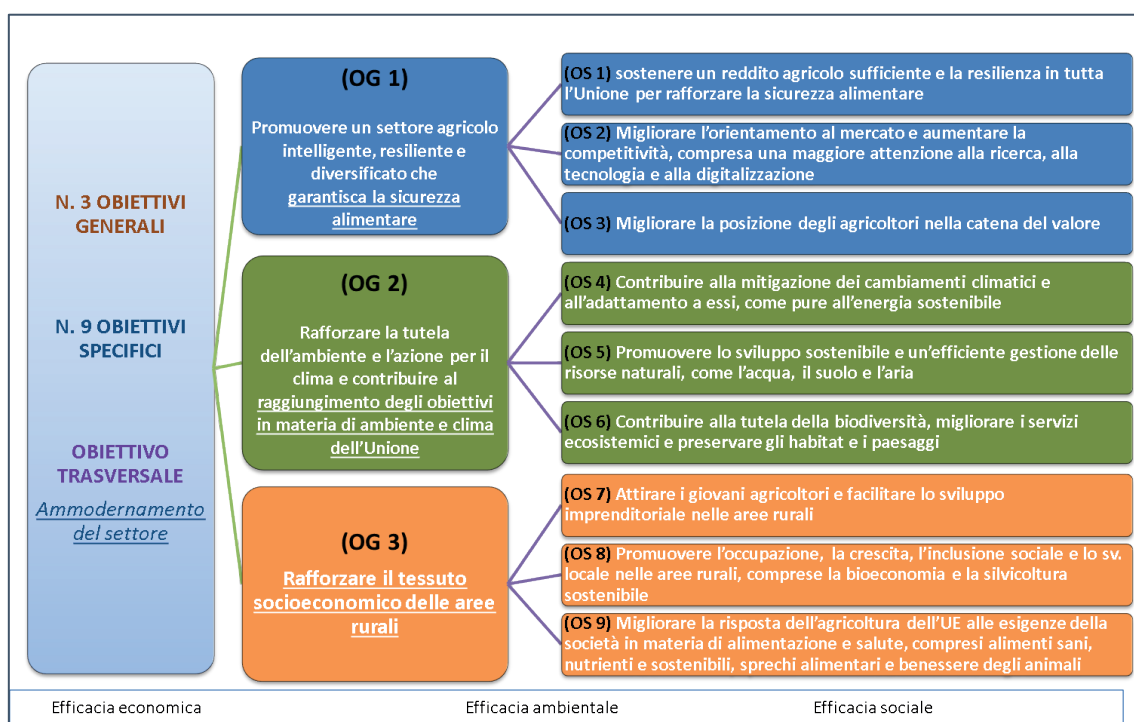 N. 3 OBIETTIVI
GENERALI
N. 9 OBIETTIVI
SPECIFICI
OBIETTIVO
TRASVERSALE
Ammodernamento
del settore
(OG 1)
Promuovere un settore agricolo
intelligente, resiliente e
diversificato che
garantisca la sicurezza
alimentare
(OS 1) sostenere un reddito agricolo sufficiente e la resilienza in tutta
l'Unione per rafforzare la sicurezza alimentare
(OS 2) Migliorare l'orientamento al mercato e aumentare la
competitività, compresa una maggiore attenzione alla ricerca, alla
tecnologia e alla digitalizzazione
(OS 3) Migliorare la posizione degli agricoltori nella catena del valore
(OG 2)
Rafforzare la tutela
dell'ambiente e l'azione per il
clima e contribuire al
raggiungimento degli obiettivi
in materia di ambiente e clima
dell'Unione
(OS 4) Contribuire alla mitigazione dei cambiamenti climatici e
all'adattamento a essi, come pure all'energia sostenibile
(OS 5) Promuovere lo sviluppo sostenibile e un'efficiente gestione delle
risorse naturali, come l'acqua, il suolo e l'aria
(OS 6) Contribuire alla tutela della biodiversità, migliorare i servizi
ecosistemici e preservare gli habitat e i paesaggi
(OG 3)
Rafforzare il tessuto
socioeconomico delle aree
rurali
(OS 7) Attirare i giovani agricoltori e facilitare lo sviluppo
imprenditoriale nelle aree rurali
(OS 8) Promuovere l'occupazione, la crescita, l'inclusione sociale e lo sv.
locale nelle aree rurali, comprese la bioeconomia e la silvicoltura
sostenibile
(OS 9) Migliorare la risposta dell'agricoltura dell'UE alle esigenze della
società in materia di alimentazione e salute, compresi alimenti sani,
nutrienti e sostenibili, sprechi alimentari e benessere degli animali
Efficacia economica
Efficacia ambientale
Efficacia sociale